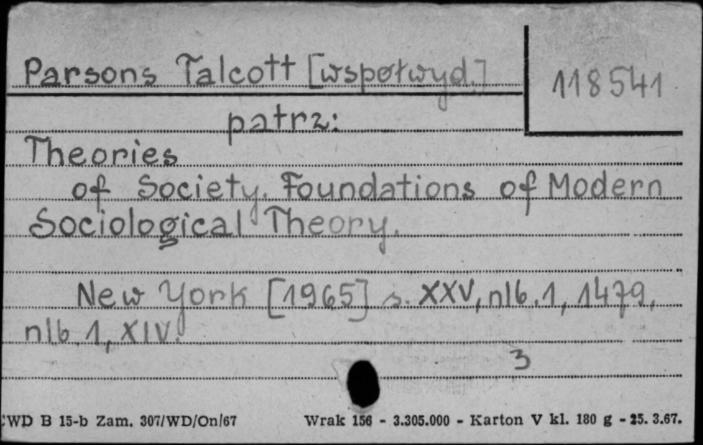 Parsons Talcott [współwyd.]
118541
patrz:
Theories
of Society. Foundations of Modern
Sociological Theory.
New York [1965] s. XXV, nlb. 1, 1479,
nlb. 1, XIV.
3
WD B 15-b Zam. 307/WD/On/67 Wrak 156 - 3.305.000 - Karton V kl. 180 g - 25. 3.67.